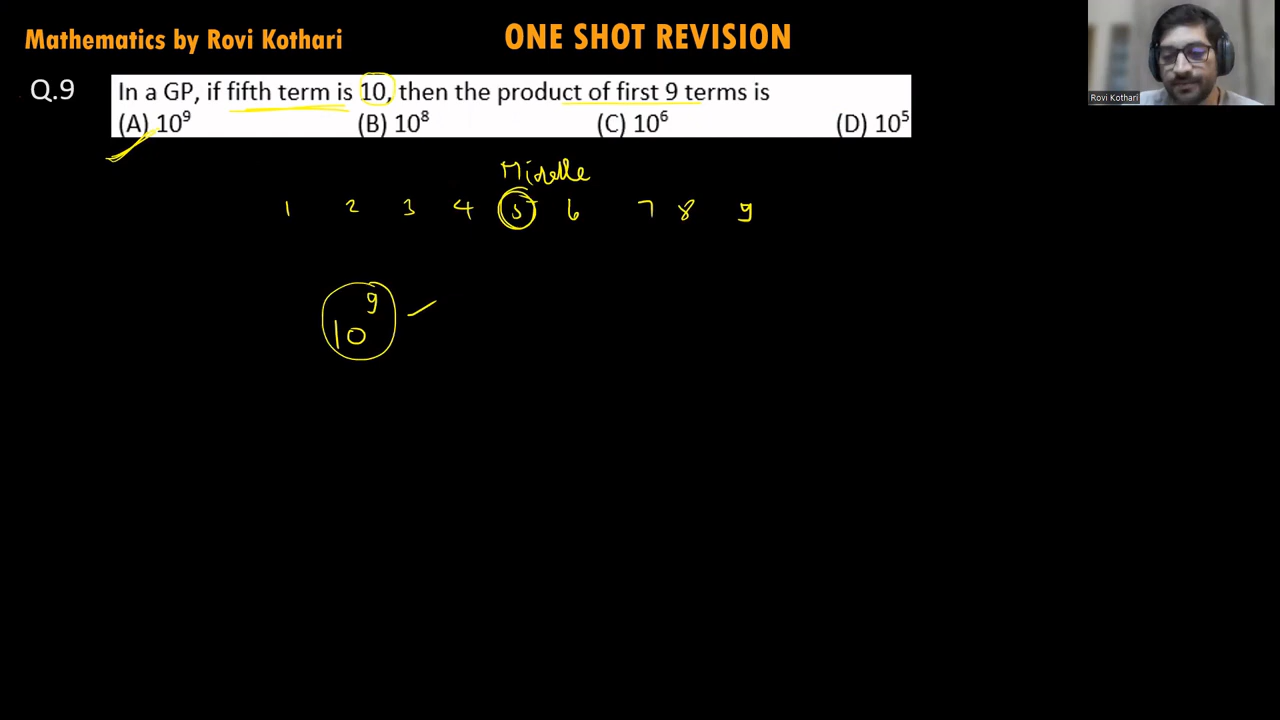 Mathematics by Rovi Kothari
ONE SHOT REVISION
Q.9
In a GP, if fifth term is 10, then the product of first 9 terms is
(A) 10⁹ (B) 10⁸ (C) 10⁶ (D) 10⁵
Middle
1 2 3 4 5 6 7 8 9
10⁹
Rovi Kothari